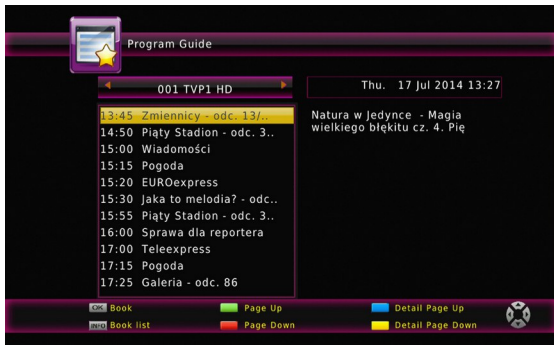 Program Guide
001 TVP1 HD
Thu. 17 Jul 2014 13:27
13:45 Zmiennicy - odc. 13/..
14:50 Piąty Stadion - odc. 3..
15:00 Wiadomości
15:15 Pogoda
15:20 EUROexpress
15:30 Jaka to melodia? - odc..
15:55 Piąty Stadion - odc. 3..
16:00 Sprawa dla reportera
17:00 Teleexpress
17:15 Pogoda
17:25 Galeria - odc. 86
Natura w Jedynce - Magia
wielkiego błękitu cz. 4. Pię
OK Book
Page Up
Detail Page Up
INFO Book list
Page Down
Detail Page Down